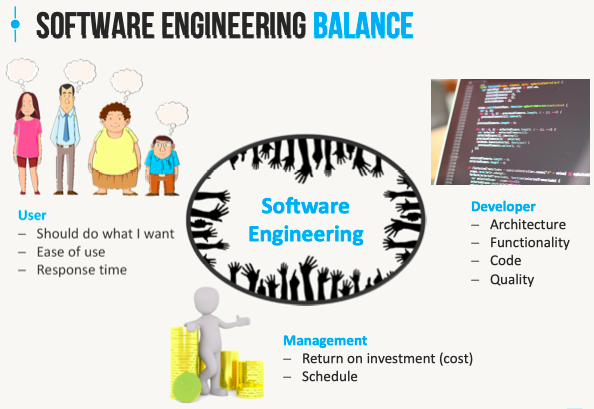 SOFTWARE ENGINEERING BALANCE
Software
Engineering
User
– Should do what I want
– Ease of use
– Response time
Developer
– Architecture
– Functionality
– Code
– Quality
Management
– Return on investment (cost)
– Schedule